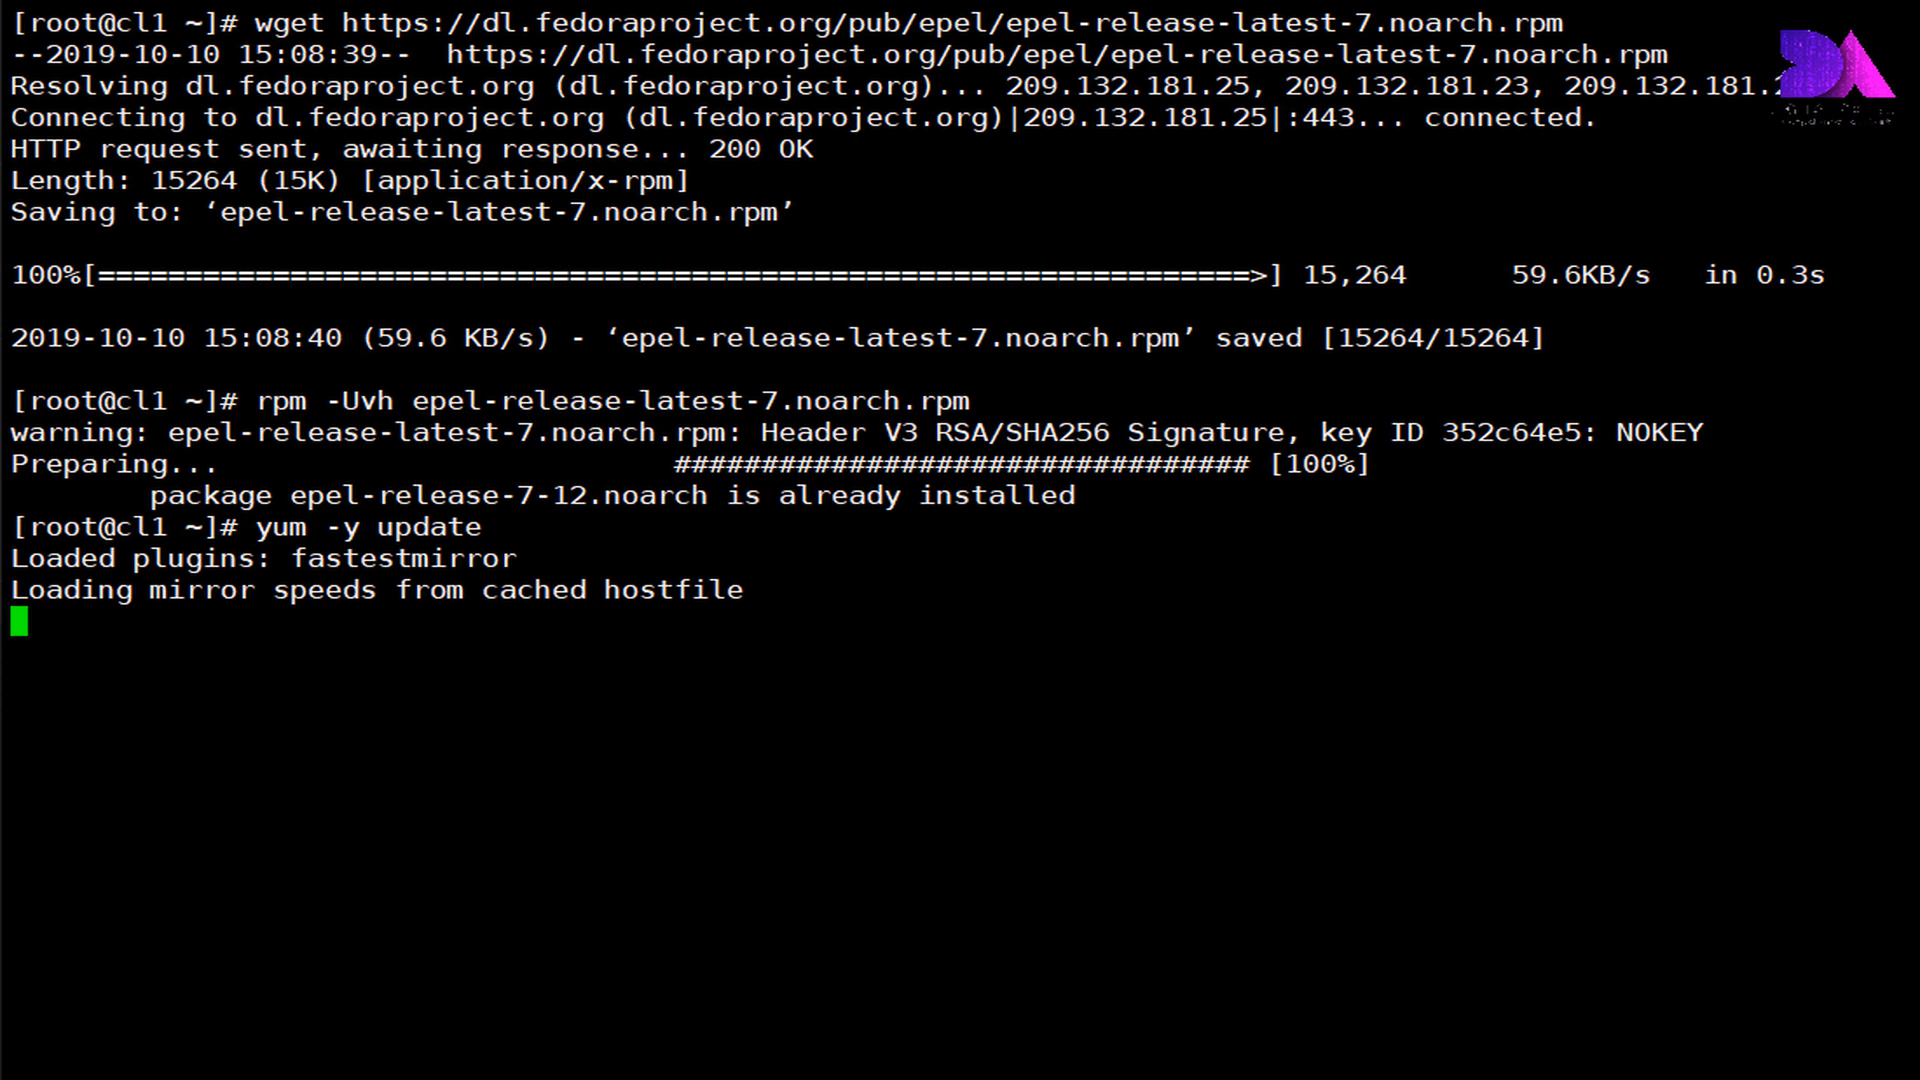 [root@cl1 ~]# wget https://dl.fedoraproject.org/pub/epel/epel-release-latest-7.noarch.rpm
--2019-10-10 15:08:39--  https://dl.fedoraproject.org/pub/epel/epel-release-latest-7.noarch.rpm
Resolving dl.fedoraproject.org (dl.fedoraproject.org)... 209.132.181.25, 209.132.181.23, 209.132.181.2
Connecting to dl.fedoraproject.org (dl.fedoraproject.org)|209.132.181.25|:443... connected.
HTTP request sent, awaiting response... 200 OK
Length: 15264 (15K) [application/x-rpm]
Saving to: ‘epel-release-latest-7.noarch.rpm’
100%[==================================================================>] 15,264      59.6KB/s   in 0.3s
2019-10-10 15:08:40 (59.6 KB/s) - ‘epel-release-latest-7.noarch.rpm’ saved [15264/15264]
[root@cl1 ~]# rpm -Uvh epel-release-latest-7.noarch.rpm
warning: epel-release-latest-7.noarch.rpm: Header V3 RSA/SHA256 Signature, key ID 352c64e5: NOKEY
Preparing...                          ################################# [100%]
        package epel-release-7-12.noarch is already installed
[root@cl1 ~]# yum -y update
Loaded plugins: fastestmirror
Loading mirror speeds from cached hostfile